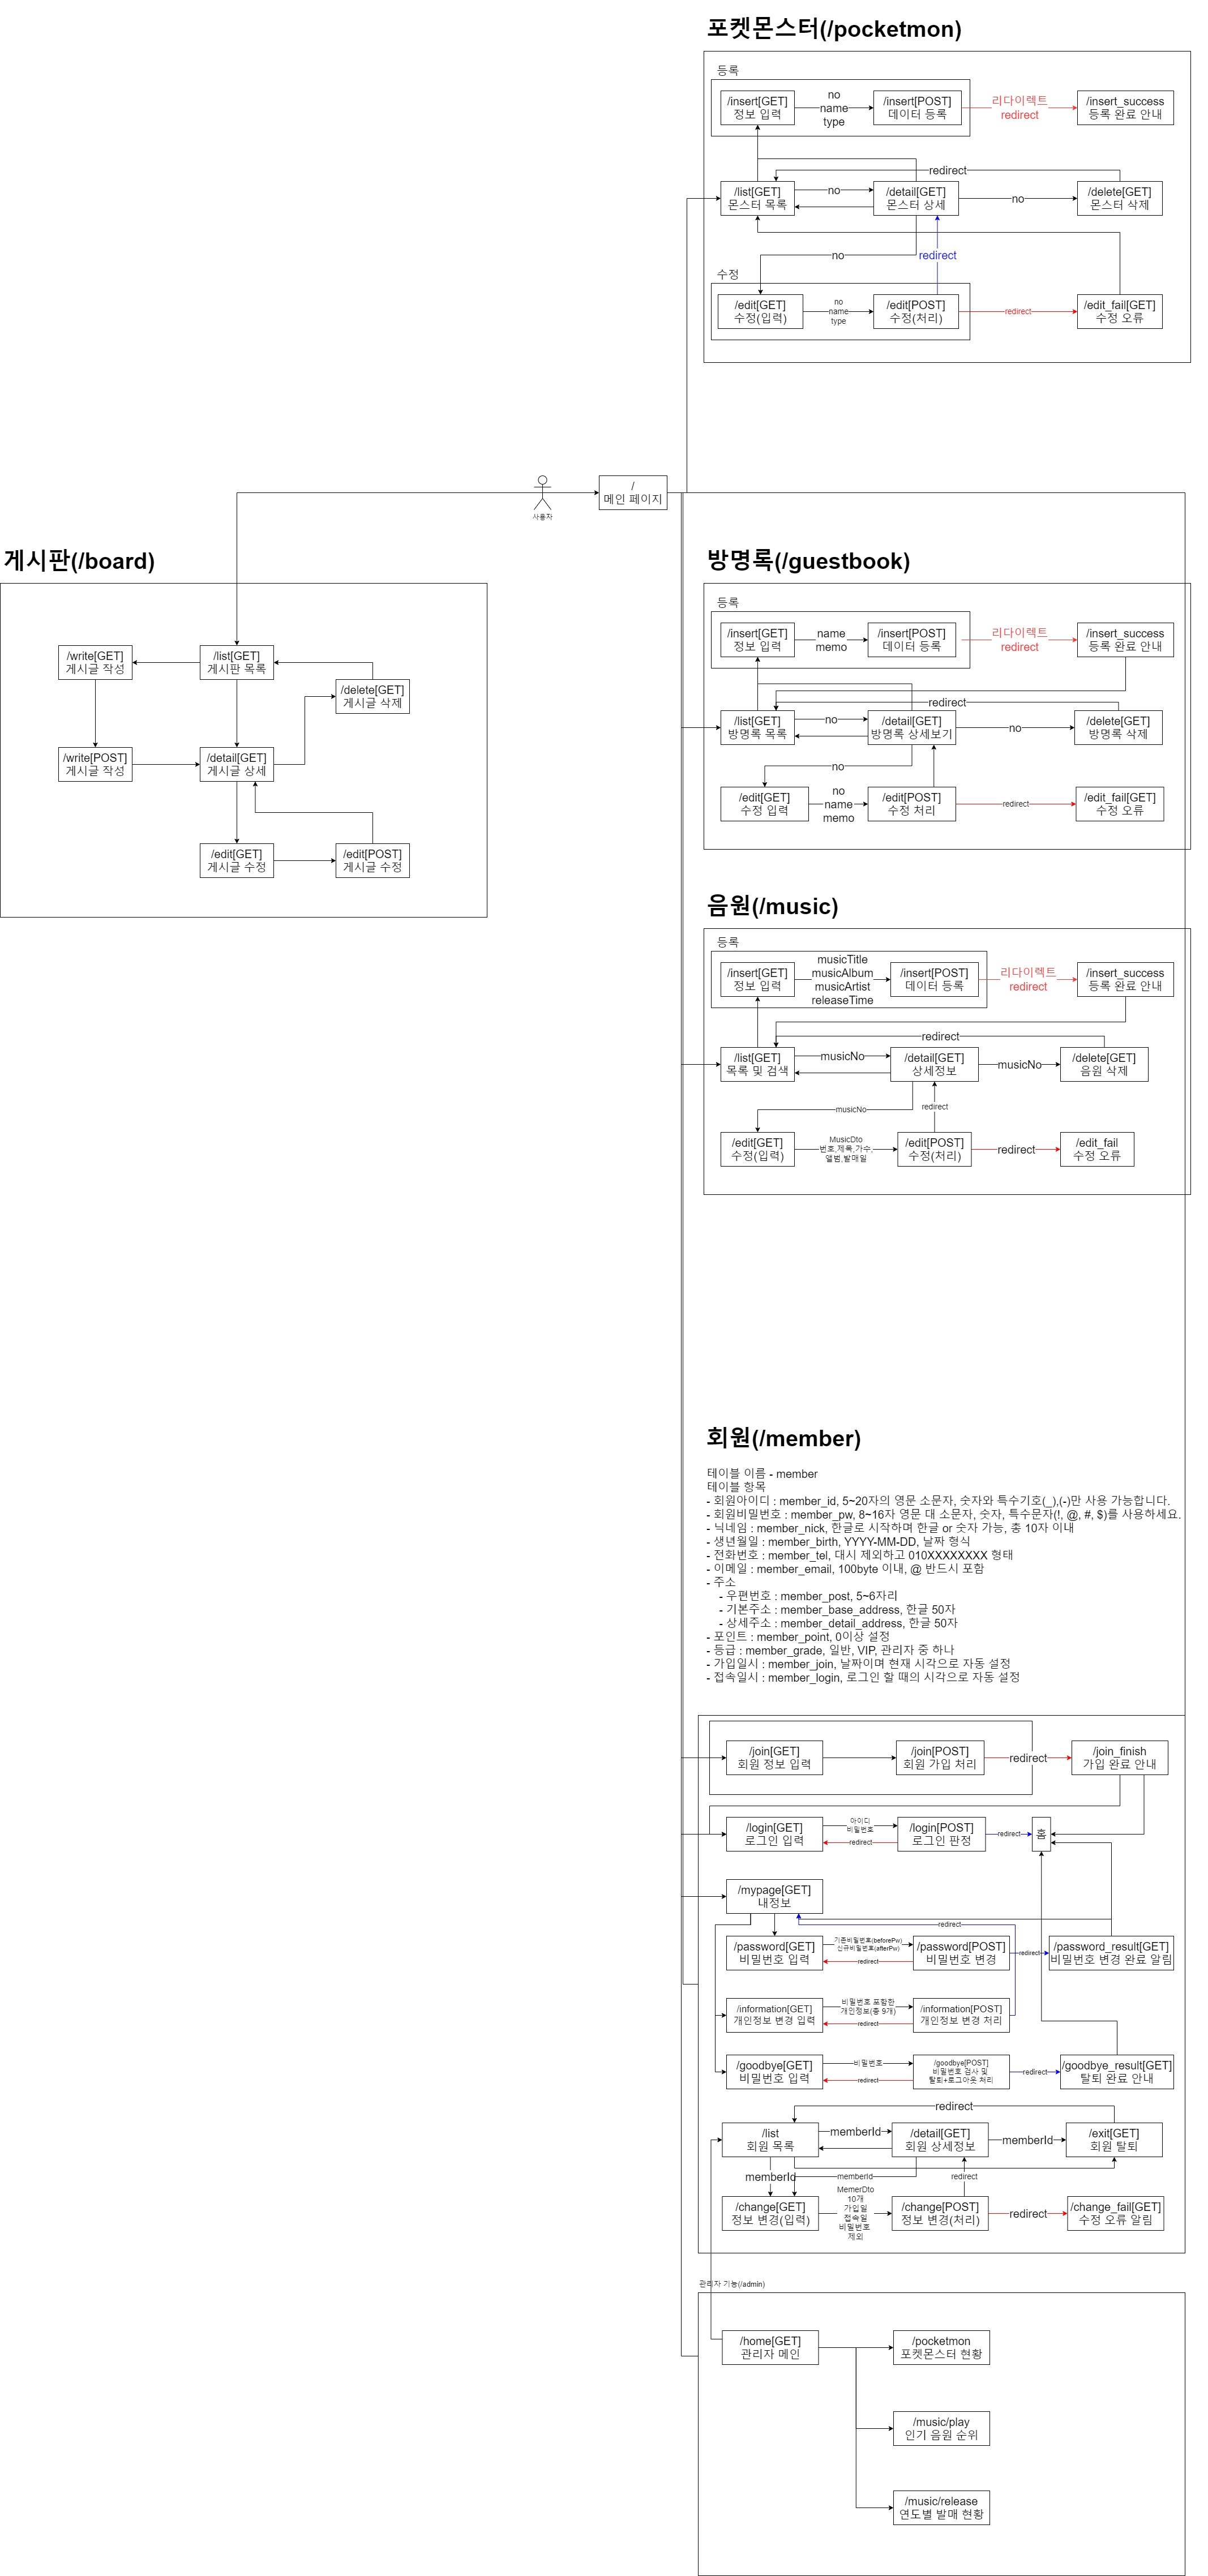 포켓몬스터(/pocketmon)
등록
/insert[GET]
정보 입력
no
name
type
/insert[POST]
데이터 등록
리다이렉트
redirect
/insert_success
등록 완료 안내
redirect
/list[GET]
몬스터 목록
no
/detail[GET]
몬스터 상세
no
/delete[GET]
몬스터 삭제
no
redirect
수정
/edit[GET]
수정(입력)
no
name
type
/edit[POST]
수정(처리)
redirect
/edit_fail[GET]
수정 오류
사용자
/
메인 페이지
게시판(/board)
/write[GET]
게시글 작성
/list[GET]
게시판 목록
/delete[GET]
게시글 삭제
/write[POST]
게시글 작성
/detail[GET]
게시글 상세
/edit[GET]
게시글 수정
/edit[POST]
게시글 수정
방명록(/guestbook)
등록
/insert[GET]
정보 입력
name
memo
/insert[POST]
데이터 등록
리다이렉트
redirect
/insert_success
등록 완료 안내
redirect
/list[GET]
방명록 목록
no
/detail[GET]
방명록 상세보기
no
/delete[GET]
방명록 삭제
no
/edit[GET]
수정 입력
no
name
memo
/edit[POST]
수정 처리
redirect
/edit_fail[GET]
수정 오류
음원(/music)
등록
/insert[GET]
정보 입력
musicTitle
musicAlbum
musicArtist
releaseTime
/insert[POST]
데이터 등록
리다이렉트
redirect
/insert_success
등록 완료 안내
redirect
/list[GET]
목록 및 검색
musicNo
/detail[GET]
상세정보
musicNo
/delete[GET]
음원 삭제
musicNo
redirect
/edit[GET]
수정(입력)
MusicDto
번호,제목,가수,
앨범,발매일
/edit[POST]
수정(처리)
redirect
/edit_fail
수정 오류
회원(/member)
테이블 이름 - member
테이블 항목
- 회원아이디 : member_id, 5~20자의 영문 소문자, 숫자와 특수기호(_),(-)만 사용 가능합니다.
- 회원비밀번호 : member_pw, 8~16자 영문 대 소문자, 숫자, 특수문자(!, @, #, $)를 사용하세요.
- 닉네임 : member_nick, 한글로 시작하며 한글 or 숫자 가능, 총 10자 이내
- 생년월일 : member_birth, YYYY-MM-DD, 날짜 형식
- 전화번호 : member_tel, 대시 제외하고 010XXXXXXXX 형태
- 이메일 : member_email, 100byte 이내, @ 반드시 포함
- 주소
- 우편번호 : member_post, 5~6자리
- 기본주소 : member_base_address, 한글 50자
- 상세주소 : member_detail_address, 한글 50자
- 포인트 : member_point, 0이상 설정
- 등급 : member_grade, 일반, VIP, 관리자 중 하나
- 가입일시 : member_join, 날짜이며 현재 시각으로 자동 설정
- 접속일시 : member_login, 로그인 할 때의 시각으로 자동 설정
/join[GET]
회원 정보 입력
/join[POST]
회원 가입 처리
redirect
/join_finish
가입 완료 안내
/login[GET]
로그인 입력
아이디
비밀번호
redirect
/login[POST]
로그인 판정
redirect
홈
/mypage[GET]
내정보
redirect
/password[GET]
비밀번호 입력
기존비밀번호(beforePw)
신규비밀번호(afterPw)
redirect
/password[POST]
비밀번호 변경
redirect
/password_result[GET]
비밀번호 변경 완료 알림
/information[GET]
개인정보 변경 입력
비밀번호 포함한
개인정보(총 9개)
redirect
/information[POST]
개인정보 변경 처리
/goodbye[GET]
비밀번호 입력
비밀번호
redirect
/goodbye[POST]
비밀번호 검사 및
탈퇴+로그아웃 처리
redirect
/goodbye_result[GET]
탈퇴 완료 안내
redirect
/list
회원 목록
memberId
/detail[GET]
회원 상세정보
memberId
/exit[GET]
회원 탈퇴
memberId
memberId
redirect
/change[GET]
정보 변경(입력)
MemerDto
10개
가입일
접속일
비밀번호
제외
/change[POST]
정보 변경(처리)
redirect
/change_fail[GET]
수정 오류 알림
관리자 기능(/admin)
/home[GET]
관리자 메인
/pocketmon
포켓몬스터 현황
/music/play
인기 음원 순위
/music/release
연도별 발매 현황